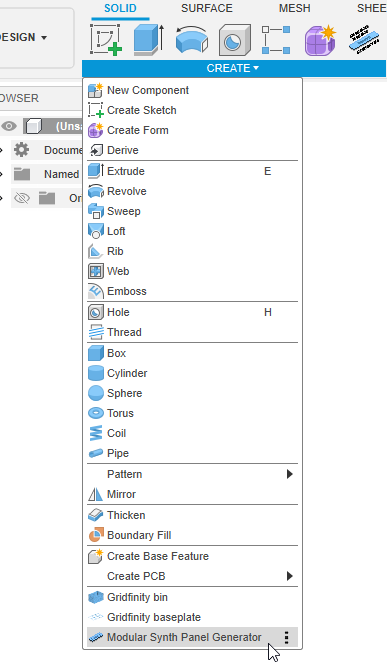 SOLID SURFACE MESH SHEE
DESIGN
CREATE
OWSER
New Component
(Unsa
Create Sketch
Create Form
Docume
Derive
Named
Extrude E
Revolve
Or
Sweep
Loft
Rib
Web
Emboss
Hole H
Thread
Box
Cylinder
Sphere
Torus
Coil
Pipe
Pattern
Mirror
Thicken
Boundary Fill
Create Base Feature
Create PCB
Gridfinity bin
Gridfinity baseplate
Modular Synth Panel Generator